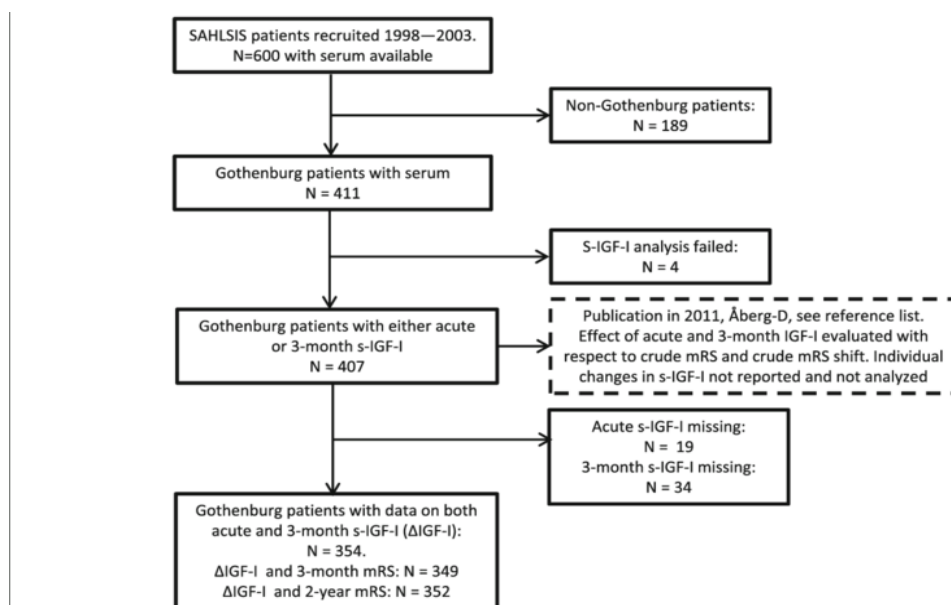 SAHLSIS patients recruited 1998—2003.
N=600 with serum available
Non-Gothenburg patients:
N = 189
Gothenburg patients with serum
N = 411
S-IGF-I analysis failed:
N = 4
Gothenburg patients with either acute
or 3-month s-IGF-I
N = 407
Publication in 2011, Åberg-D, see reference list.
Effect of acute and 3-month IGF-I evaluated with
respect to crude mRS and crude mRS shift. Individual
changes in s-IGF-I not reported and not analyzed
Acute s-IGF-I missing:
N = 19
3-month s-IGF-I missing:
N = 34
Gothenburg patients with data on both
acute and 3-month s-IGF-I (ΔIGF-I):
N = 354.
ΔIGF-I and 3-month mRS: N = 349
ΔIGF-I and 2-year mRS: N = 352